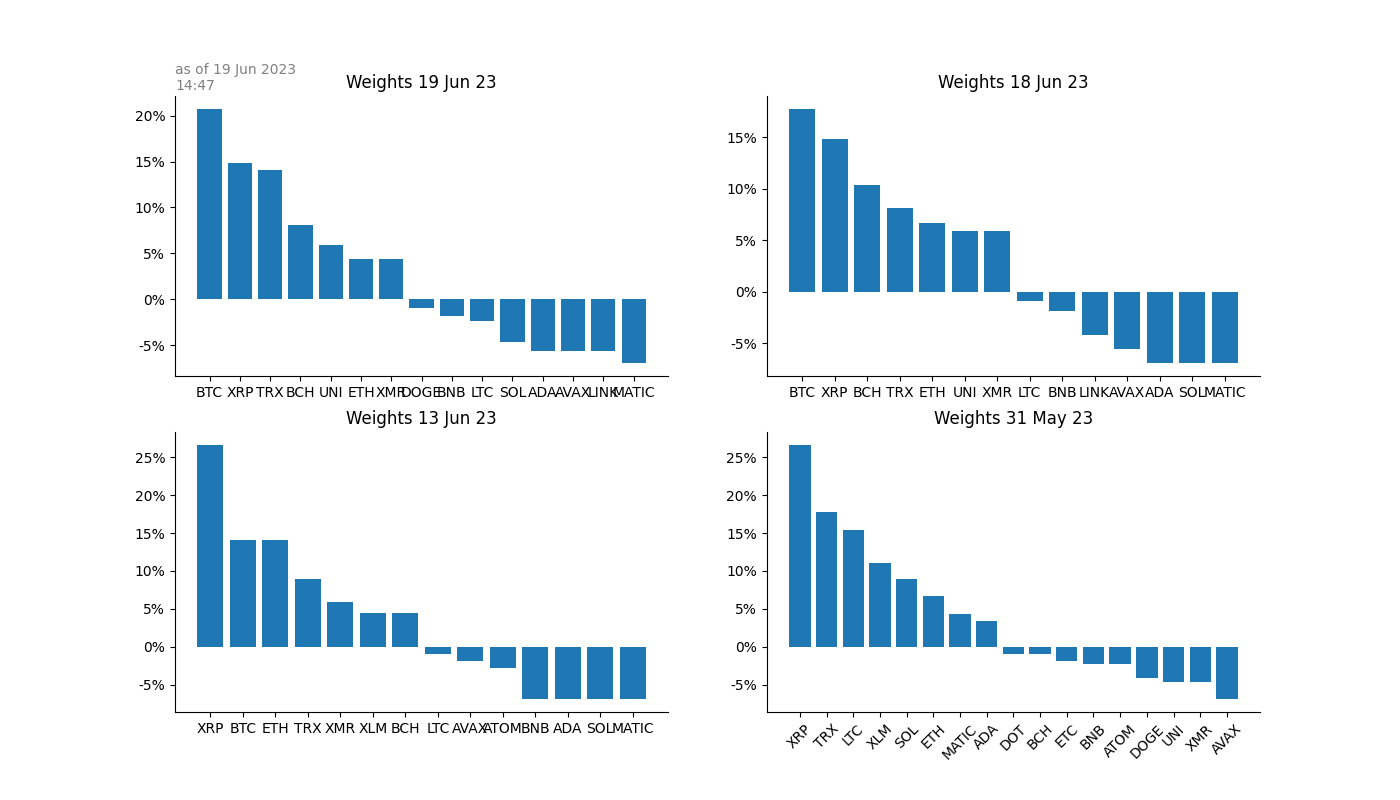 as of 19 Jun 2023
14:47
Weights 19 Jun 23
20%
15%
10%
5%
0%
-5%
BTC XRP TRX BCH UNI ETH XMR DOGE BNB LTC SOL ADA AVAX LINK MATIC
Weights 18 Jun 23
15%
10%
5%
0%
-5%
BTC XRP BCH TRX ETH UNI XMR LTC BNB LINK AVAX ADA SOL MATIC
Weights 13 Jun 23
25%
20%
15%
10%
5%
0%
-5%
XRP BTC ETH TRX XMR XLM BCH LTC AVAX ATOM BNB ADA SOL MATIC
Weights 31 May 23
25%
20%
15%
10%
5%
0%
-5%
XRP TRX LTC XLM SOL ETH MATIC ADA DOT BCH ETC BNB ATOM DOGE UNI XMR AVAX